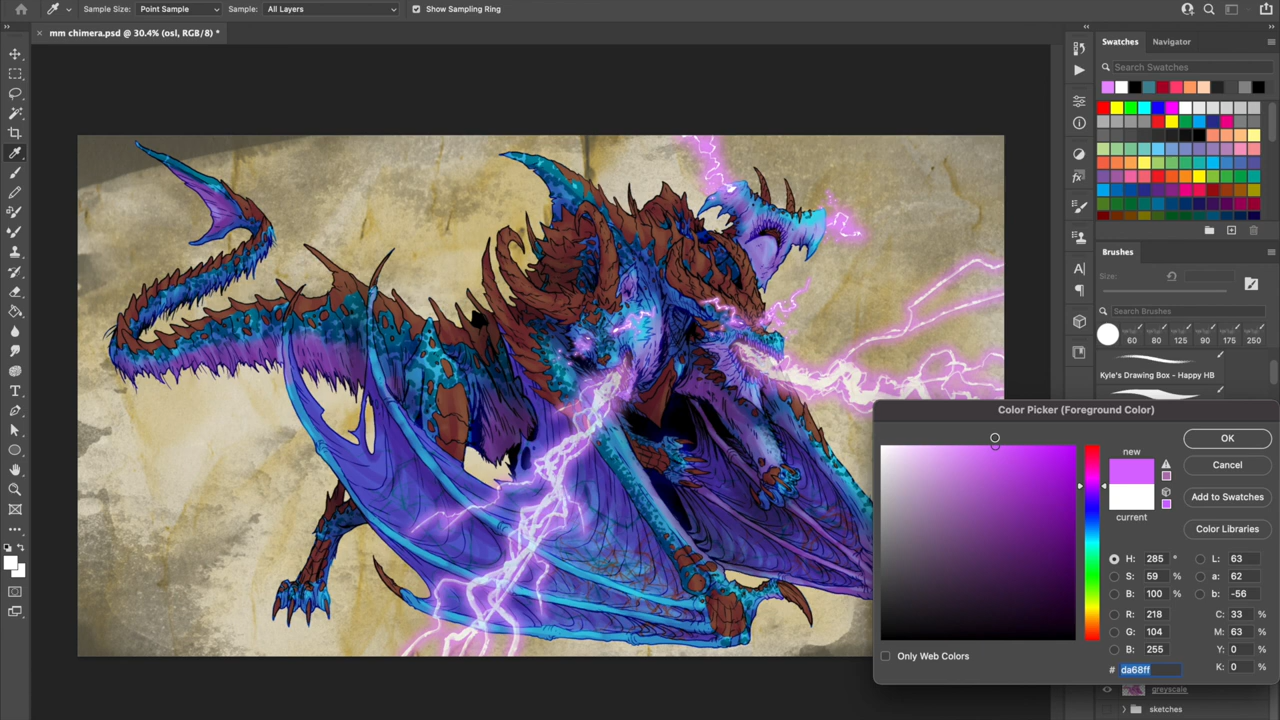 Sample Size: Point Sample Sample: All Layers Show Sampling Ring
mm chimera.psd @ 30.4% (osl, RGB/8) *
Swatches Navigator
Search Swatches
Brushes
Size:
Search Brushes
60 80 125 175 250
Kyle's Drawing Box - Happy HB
Color Picker (Foreground Color)
new
current
OK
Cancel
Add to Swatches
Color Libraries
H: 285 ° L: 63
S: 59 % a: 62
B: 100 % b: -56
R: 218 C: 33 %
G: 104 M: 63 %
B: 255 Y: 0 %
# da68ff K: 0 %
Only Web Colors
greyscale
sketches